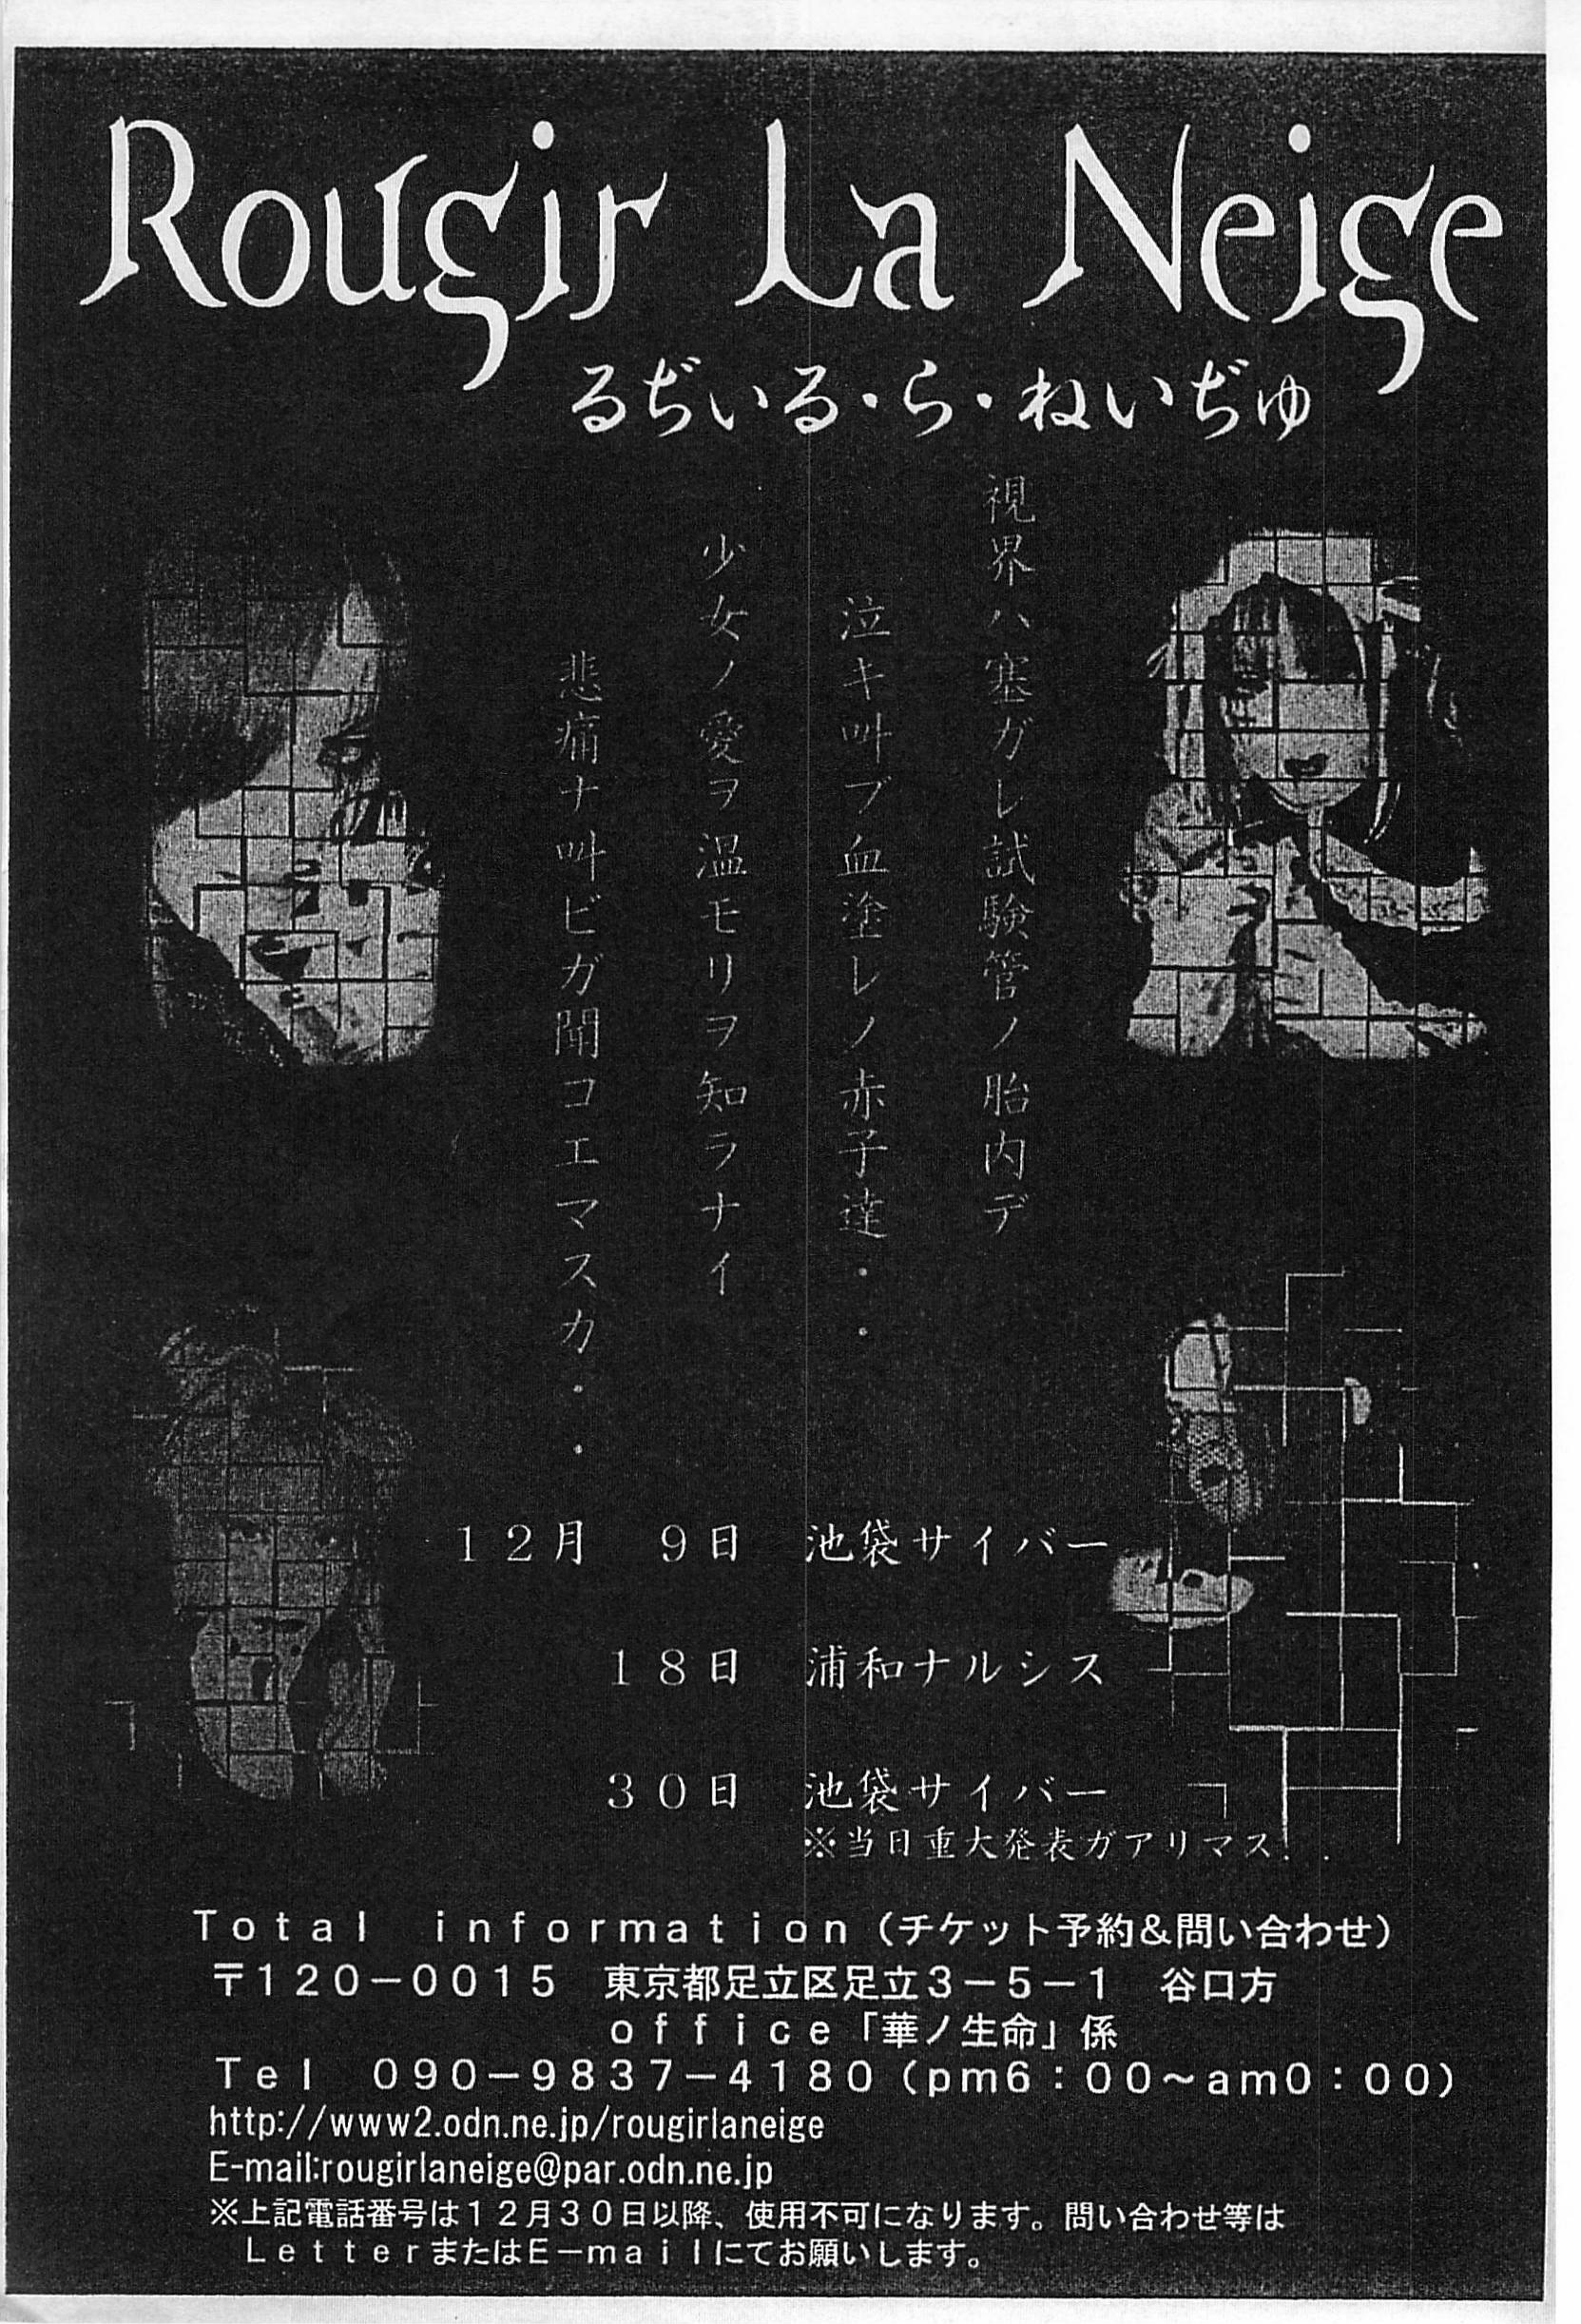 Rougir La Neige
るぢぃる・ら・ねいぢゅ
視界ハ塞ガレ試験管ノ胎内デ
泣キ叫ブ血塗レノ赤子達・・
少女ノ愛ヲ温モリヲ知ラナイ
悲痛ナ叫ビガ聞コエマスカ・・
12月 9日 池袋サイバー
18日 浦和ナルシス
30日 池袋サイバー
※当日重大発表ガアリマス...
Total information（チケット予約&問い合わせ）
〒120-0015 東京都足立区足立3-5-1 谷口方
office「華ノ生命」係
Tel 090-9837-4180（pm6：00〜am0：00）
http://www2.odn.ne.jp/rougirlaneige
E-mail:rougirlaneige@par.odn.ne.jp
※上記電話番号は12月30日以降、使用不可になります。問い合わせ等は
LetterまたはE-mailにてお願いします。